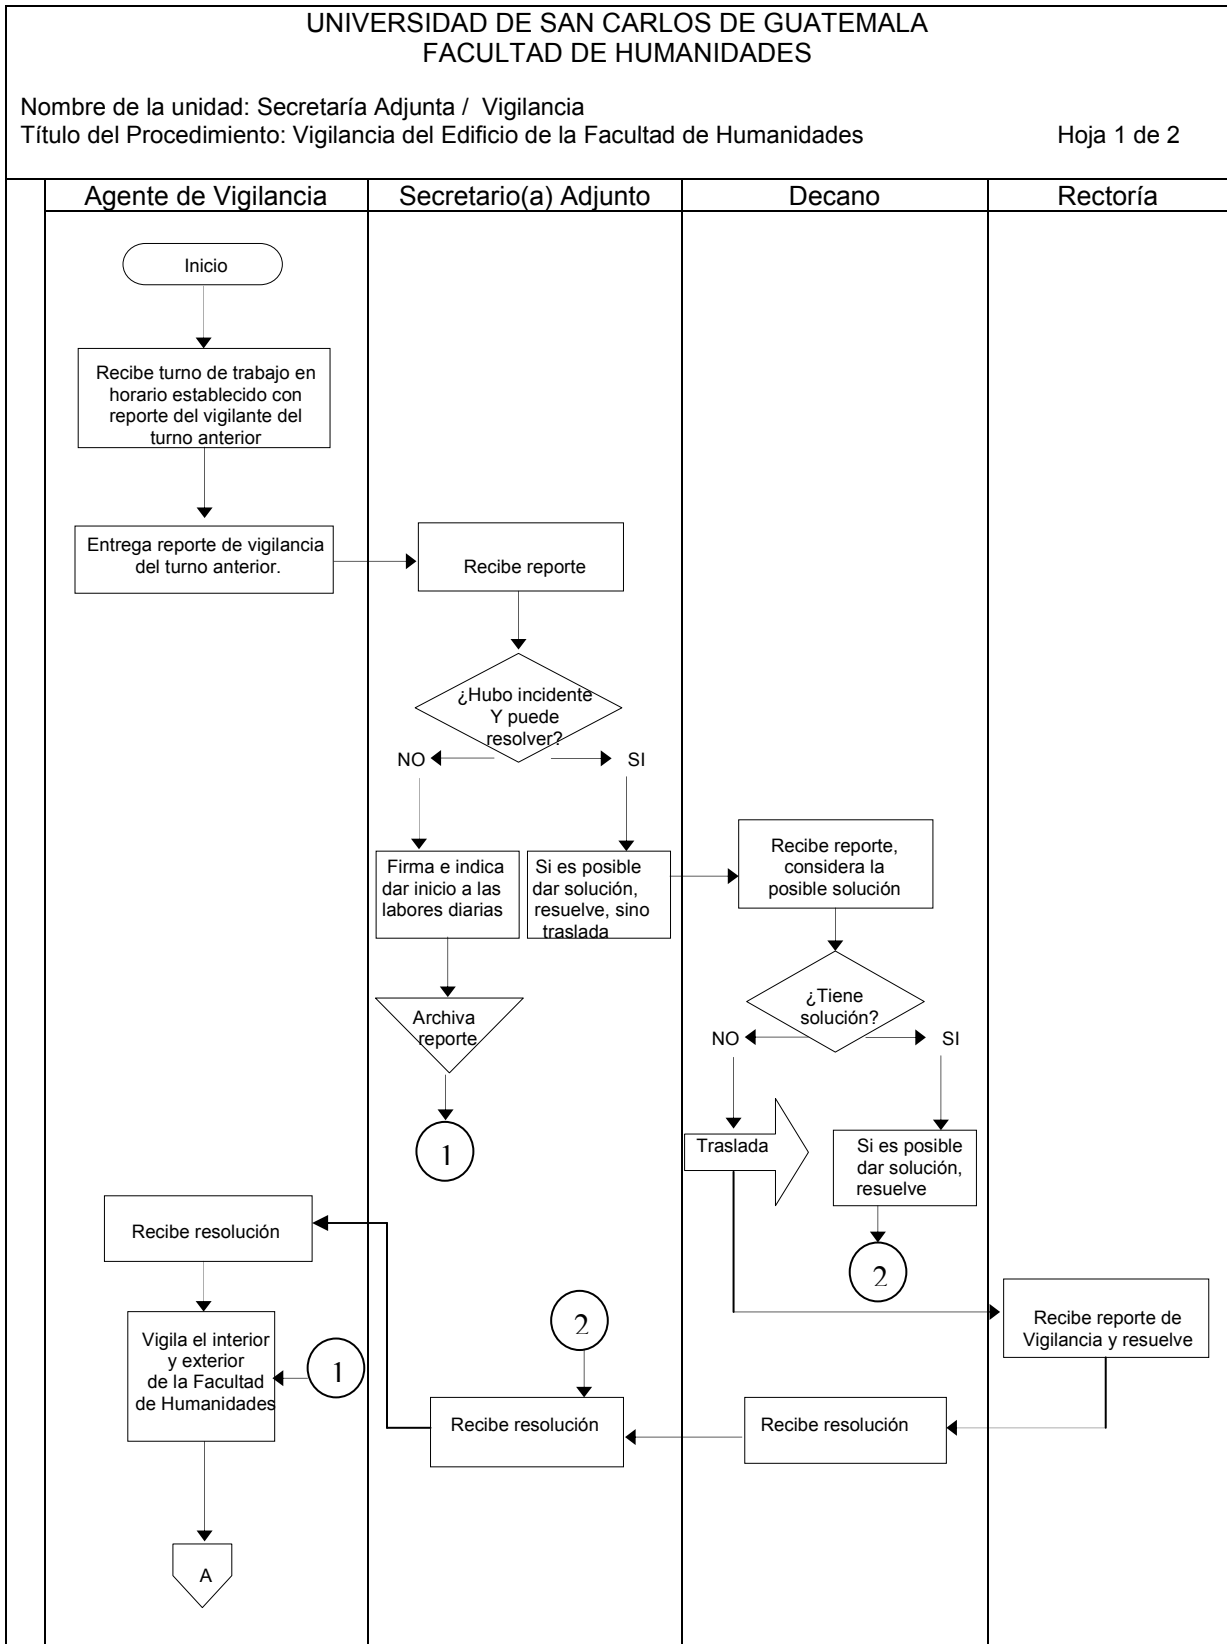 UNIVERSIDAD DE SAN CARLOS DE GUATEMALA
FACULTAD DE HUMANIDADES
Nombre de la unidad: Secretaría Adjunta / Vigilancia
Título del Procedimiento: Vigilancia del Edificio de la Facultad de Humanidades Hoja 1 de 2
Agente de Vigilancia Secretario(a) Adjunto Decano Rectoría
Inicio
Recibe turno de trabajo en
horario establecido con
reporte del vigilante del
turno anterior
Entrega reporte de vigilancia
del turno anterior.
Recibe reporte
¿Hubo incidente
Y puede
resolver?
NO
SI
Firma e indica
dar inicio a las
labores diarias
Si es posible
dar solución,
resuelve, sino
traslada
Recibe reporte,
considera la
posible solución
¿Tiene
solución?
NO
SI
Archiva
reporte
1
Traslada
Si es posible
dar solución,
resuelve
2
Recibe resolución
Recibe reporte de
Vigilancia y resuelve
2
Vigila el interior
y exterior
de la Facultad
de Humanidades
1
Recibe resolución
Recibe resolución
A